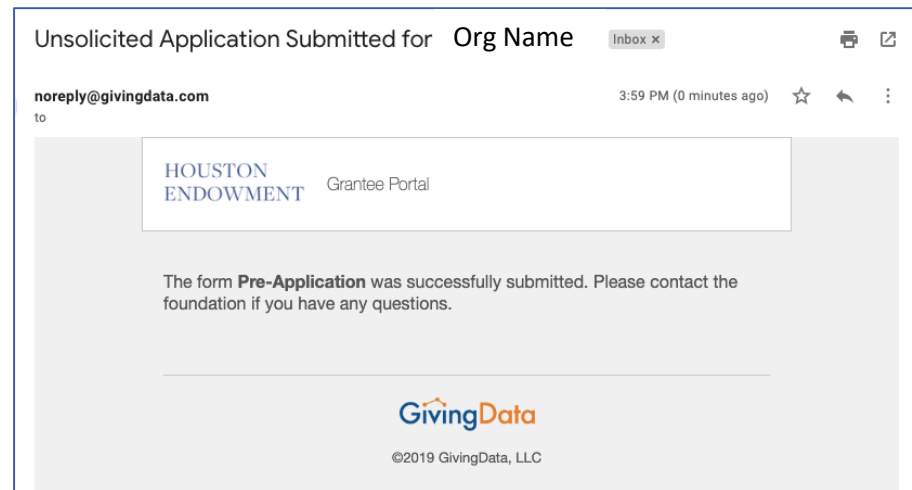 Unsolicited Application Submitted for Org Name Inbox ×
noreply@givingdata.com 3:59 PM (0 minutes ago)
to
HOUSTON
ENDOWMENT
Grantee Portal
The form Pre-Application was successfully submitted. Please contact the
foundation if you have any questions.
GivingData
©2019 GivingData, LLC